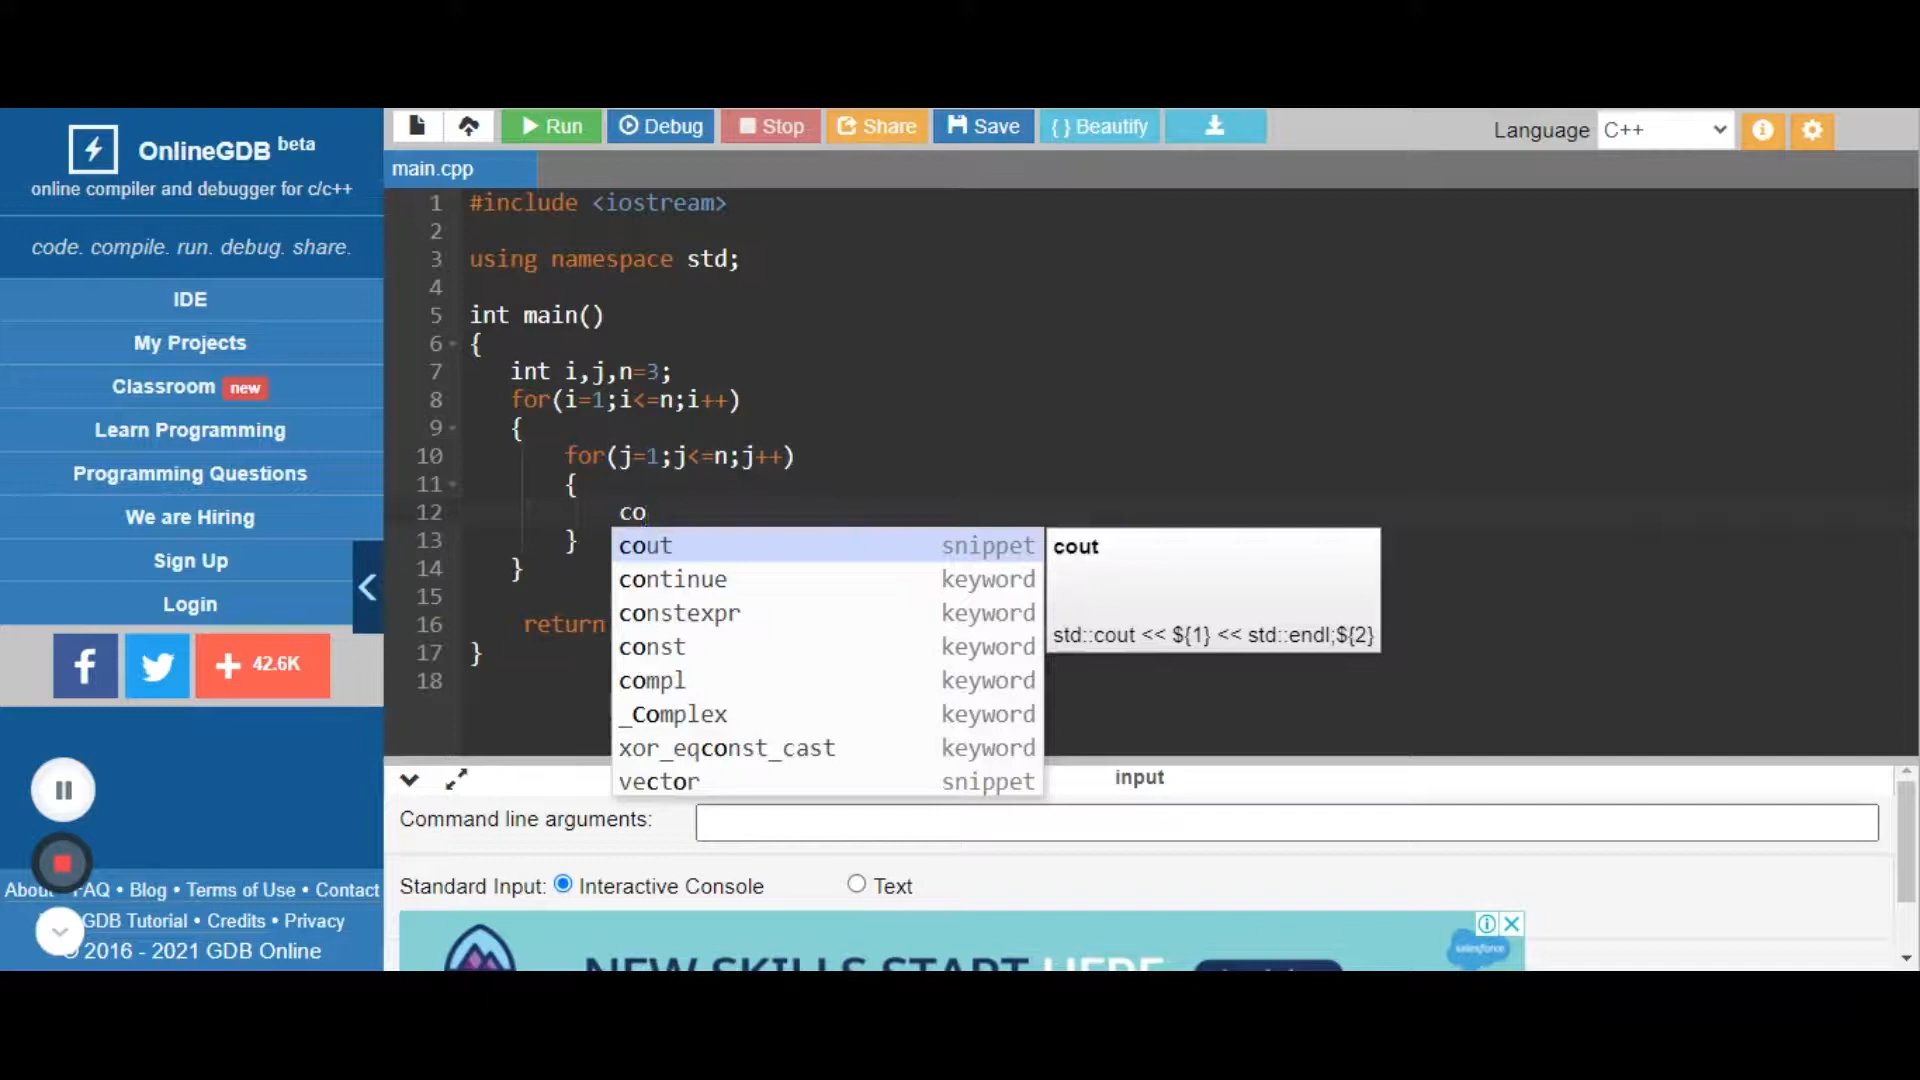 OnlineGDB beta
online compiler and debugger for c/c++
code. compile. run. debug. share.
IDE
My Projects
Classroom new
Learn Programming
Programming Questions
We are Hiring
Sign Up
Login
f
+ 42.6K
FAQ • Blog • Terms of Use • Contact
GDB Tutorial • Credits • Privacy
© 2016 - 2021 GDB Online
Run Debug Stop Share Save { } Beautify
Language C++
main.cpp
1 #include <iostream>
2
3 using namespace std;
4
5 int main()
6 {
7 int i,j,n=3;
8 for(i=1;i<=n;i++)
9 {
10 for(j=1;j<=n;j++)
11 {
12 co
13 }
14 }
15
16 return
17 }
18
cout snippet
continue keyword
constexpr keyword
const keyword
compl keyword
_Complex keyword
xor_eqconst_cast keyword
vector snippet
cout
std::cout << ${1} << std::endl;${2}
input
Command line arguments:
Standard Input: Interactive Console Text
NEW SKILLS START HERE
salesforce